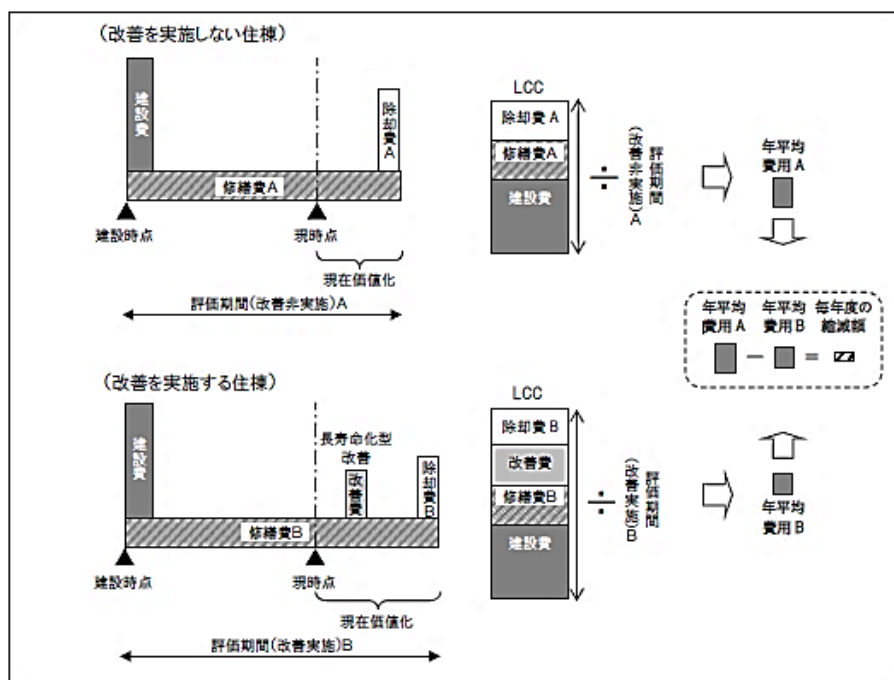 (改善を実施しない住棟)
建設費
除却費A
修繕費A
建設時点
現時点
現在価値化
評価期間(改善非実施)A
LCC
除却費A
修繕費A
建設費
÷
評価期間
(改善非実施)A
年平均
費用A
年平均
費用A
年平均
費用B
毎年度の
縮減額
－
＝
(改善を実施する住棟)
建設費
長寿命化型
改善
改善費
除却費B
修繕費B
建設時点
現時点
現在価値化
評価期間(改善実施)B
LCC
除却費B
改善費
修繕費B
建設費
÷
評価期間
(改善実施)B
年平均
費用B